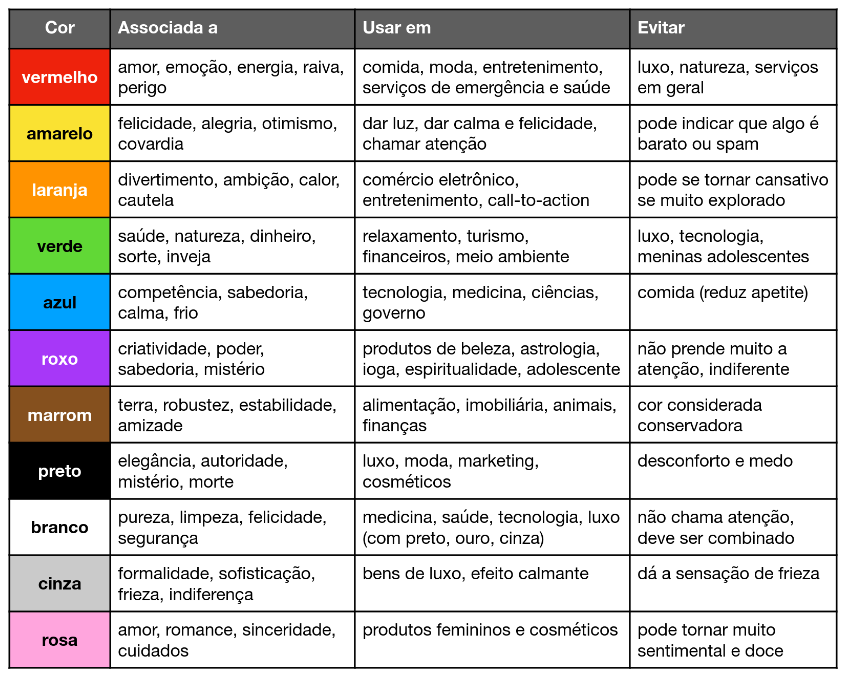 Cor Associada a Usar em Evitar
vermelho amor, emoção, energia, raiva, perigo comida, moda, entretenimento, serviços de emergência e saúde luxo, natureza, serviços em geral
amarelo felicidade, alegria, otimismo, covardia dar luz, dar calma e felicidade, chamar atenção pode indicar que algo é barato ou spam
laranja divertimento, ambição, calor, cautela comércio eletrônico, entretenimento, call-to-action pode se tornar cansativo se muito explorado
verde saúde, natureza, dinheiro, sorte, inveja relaxamento, turismo, financeiros, meio ambiente luxo, tecnologia, meninas adolescentes
azul competência, sabedoria, calma, frio tecnologia, medicina, ciências, governo comida (reduz apetite)
roxo criatividade, poder, sabedoria, mistério produtos de beleza, astrologia, ioga, espiritualidade, adolescente não prende muito a atenção, indiferente
marrom terra, robustez, estabilidade, amizade alimentação, imobiliária, animais, finanças cor considerada conservadora
preto elegância, autoridade, mistério, morte luxo, moda, marketing, cosméticos desconforto e medo
branco pureza, limpeza, felicidade, segurança medicina, saúde, tecnologia, luxo (com preto, ouro, cinza) não chama atenção, deve ser combinado
cinza formalidade, sofisticação, frieza, indiferença bens de luxo, efeito calmante dá a sensação de frieza
rosa amor, romance, sinceridade, cuidados produtos femininos e cosméticos pode tornar muito sentimental e doce